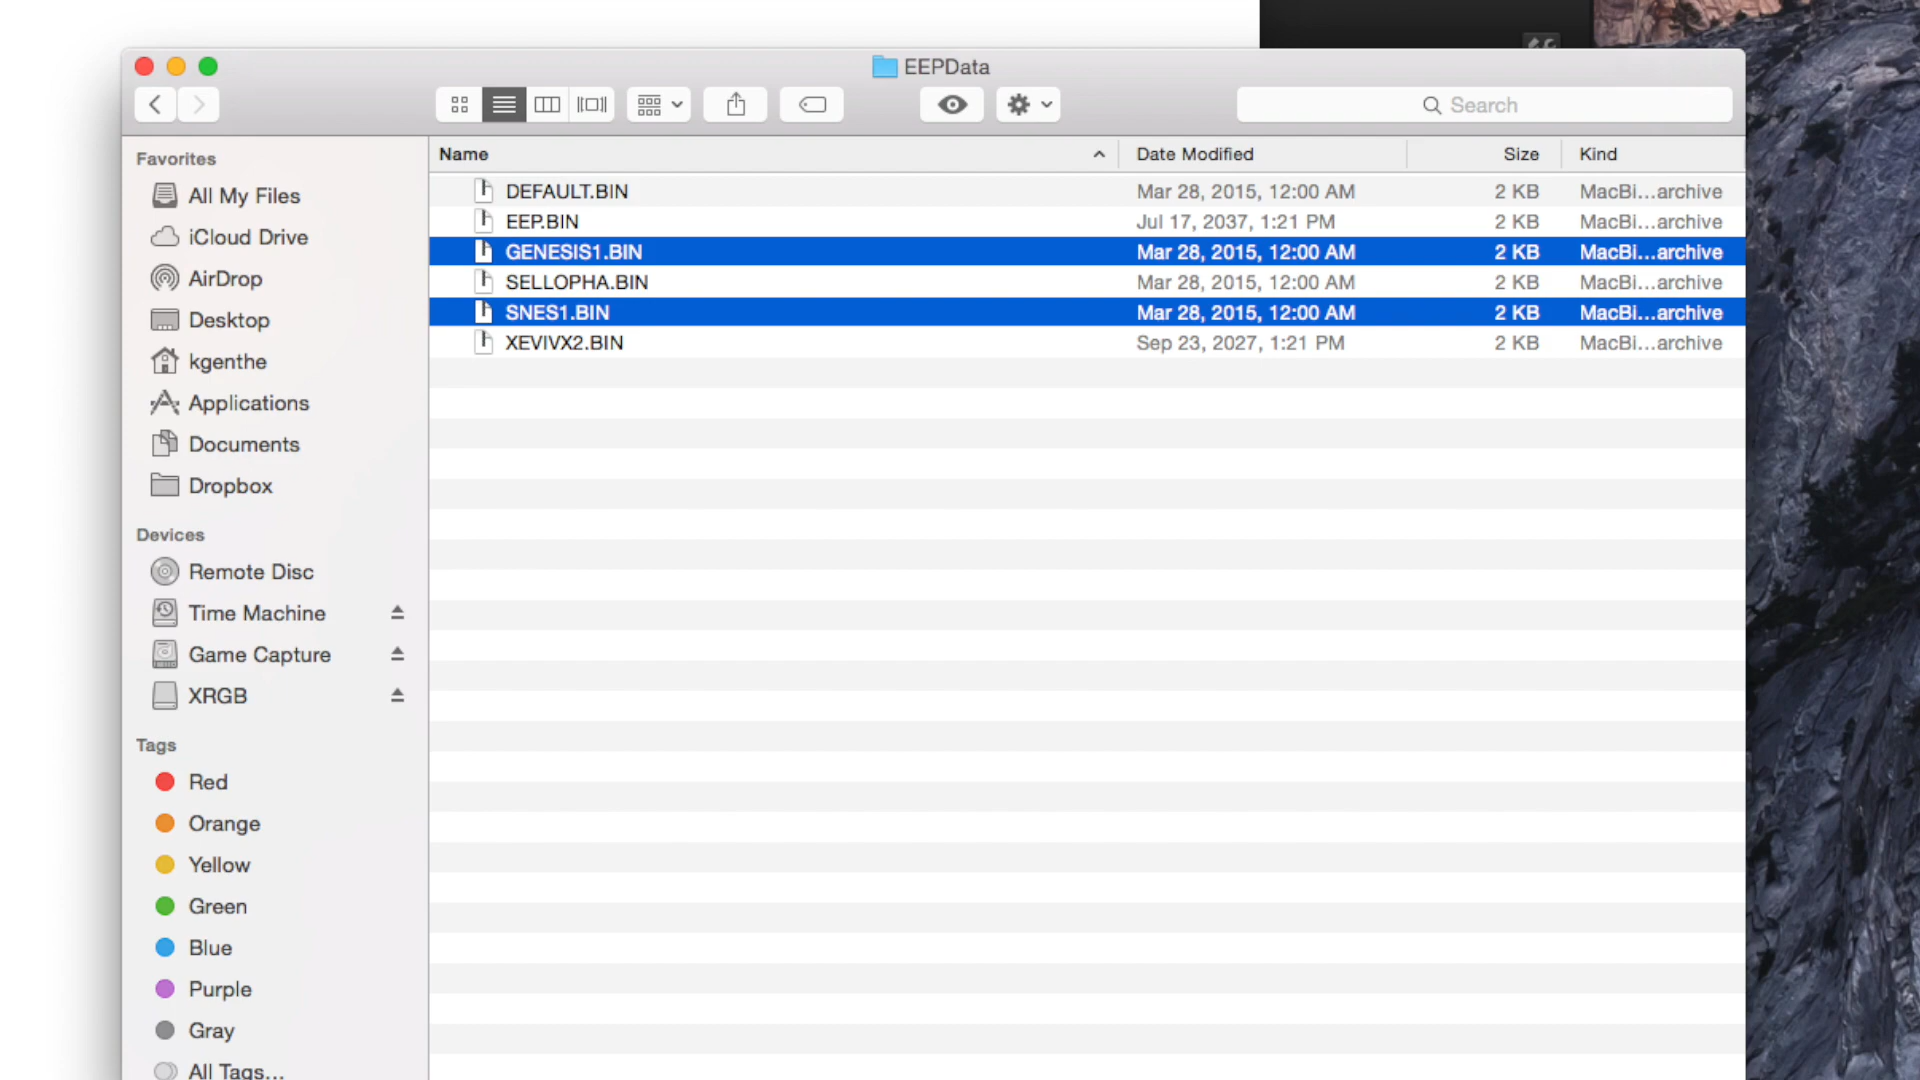 EEPData
Search
Favorites
All My Files
iCloud Drive
AirDrop
Desktop
kgenthe
Applications
Documents
Dropbox
Devices
Remote Disc
Time Machine
Game Capture
XRGB
Tags
Red
Orange
Yellow
Green
Blue
Purple
Gray
All Tags...
Name Date Modified Size Kind
DEFAULT.BIN Mar 28, 2015, 12:00 AM 2 KB MacBi...archive
EEP.BIN Jul 17, 2037, 1:21 PM 2 KB MacBi...archive
GENESIS1.BIN Mar 28, 2015, 12:00 AM 2 KB MacBi...archive
SELLOPHA.BIN Mar 28, 2015, 12:00 AM 2 KB MacBi...archive
SNES1.BIN Mar 28, 2015, 12:00 AM 2 KB MacBi...archive
XEVIVX2.BIN Sep 23, 2027, 1:21 PM 2 KB MacBi...archive